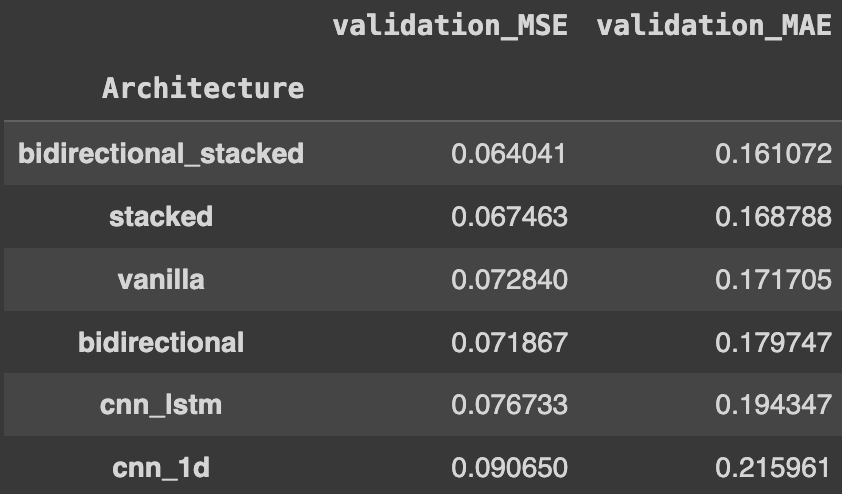 validation_MSE validation_MAE
Architecture
bidirectional_stacked 0.064041 0.161072
stacked 0.067463 0.168788
vanilla 0.072840 0.171705
bidirectional 0.071867 0.179747
cnn_lstm 0.076733 0.194347
cnn_1d 0.090650 0.215961